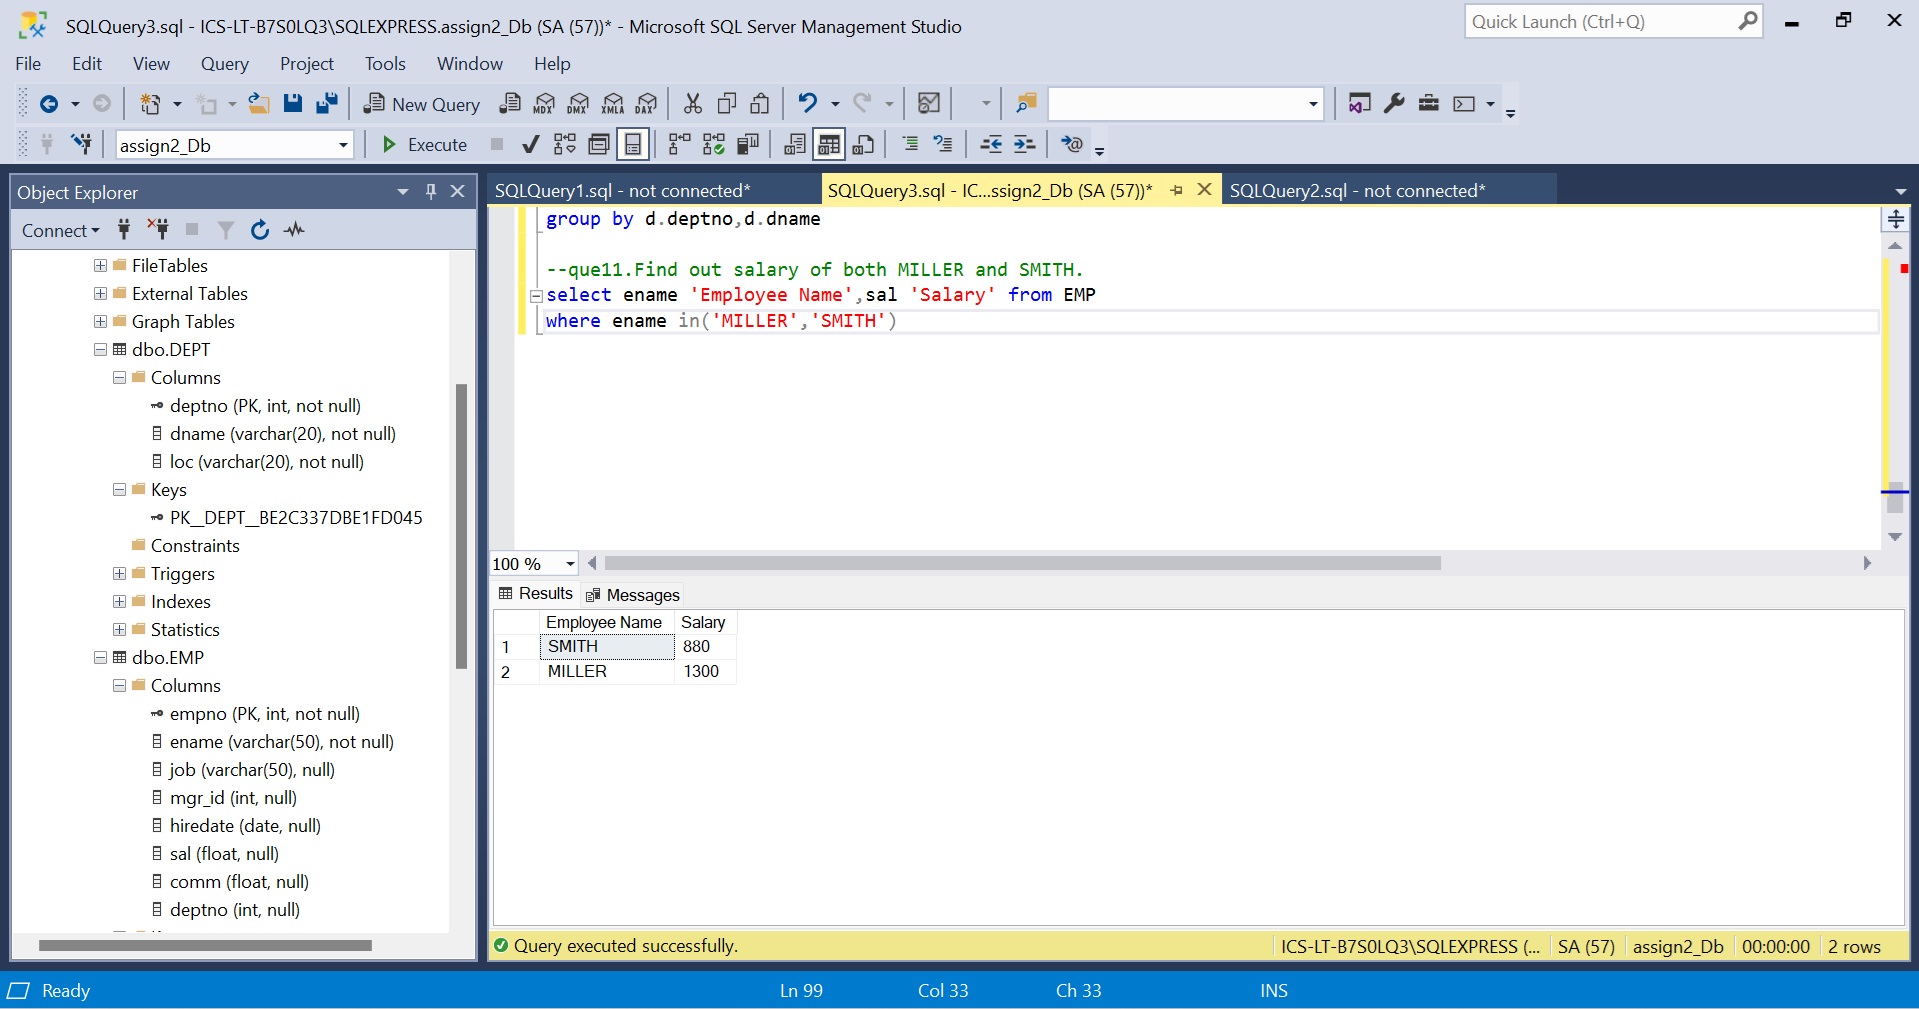 SQLQuery3.sql - ICS-LT-B7S0LQ3\SQLEXPRESS.assign2_Db (SA (57))* - Microsoft SQL Server Management Studio
Quick Launch (Ctrl+Q)
File Edit View Query Project Tools Window Help
New Query MDX DMX XMLA DAX
assign2_Db Execute
Object Explorer
Connect
FileTables
External Tables
Graph Tables
dbo.DEPT
Columns
deptno (PK, int, not null)
dname (varchar(20), not null)
loc (varchar(20), not null)
Keys
PK__DEPT__BE2C337DBE1FD045
Constraints
Triggers
Indexes
Statistics
dbo.EMP
Columns
empno (PK, int, not null)
ename (varchar(50), not null)
job (varchar(50), null)
mgr_id (int, null)
hiredate (date, null)
sal (float, null)
comm (float, null)
deptno (int, null)
SQLQuery1.sql - not connected* SQLQuery3.sql - IC...ssign2_Db (SA (57))* SQLQuery2.sql - not connected*
group by d.deptno,d.dname
--que11.Find out salary of both MILLER and SMITH.
select ename 'Employee Name',sal 'Salary' from EMP
where ename in('MILLER','SMITH')
100 %
Results Messages
Employee Name Salary
1 SMITH 880
2 MILLER 1300
Query executed successfully. ICS-LT-B7S0LQ3\SQLEXPRESS (... SA (57) assign2_Db 00:00:00 2 rows
Ready Ln 99 Col 33 Ch 33 INS